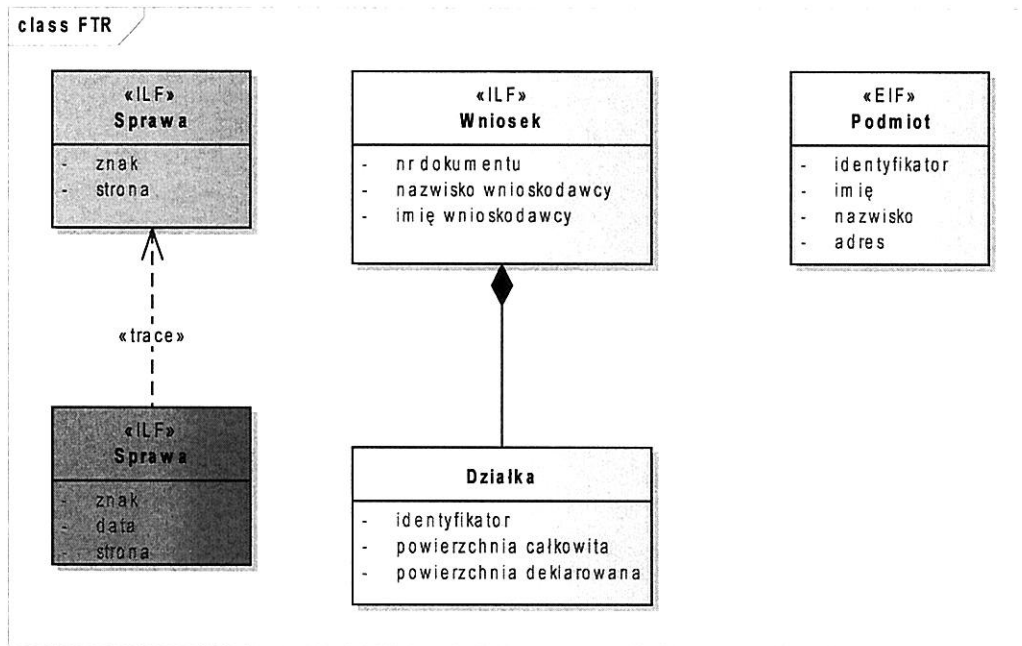 class FTR
«ILF»
Sprawa
- znak
- strona
«ILF»
Wniosek
- nr dokumentu
- nazwisko wnioskodawcy
- imię wnioskodawcy
«EIF»
Podmiot
- identyfikator
- imię
- nazwisko
- adres
«trace»
«ILF»
Sprawa
- znak
- data
- strona
Działka
- identyfikator
- powierzchnia całkowita
- powierzchnia deklarowana